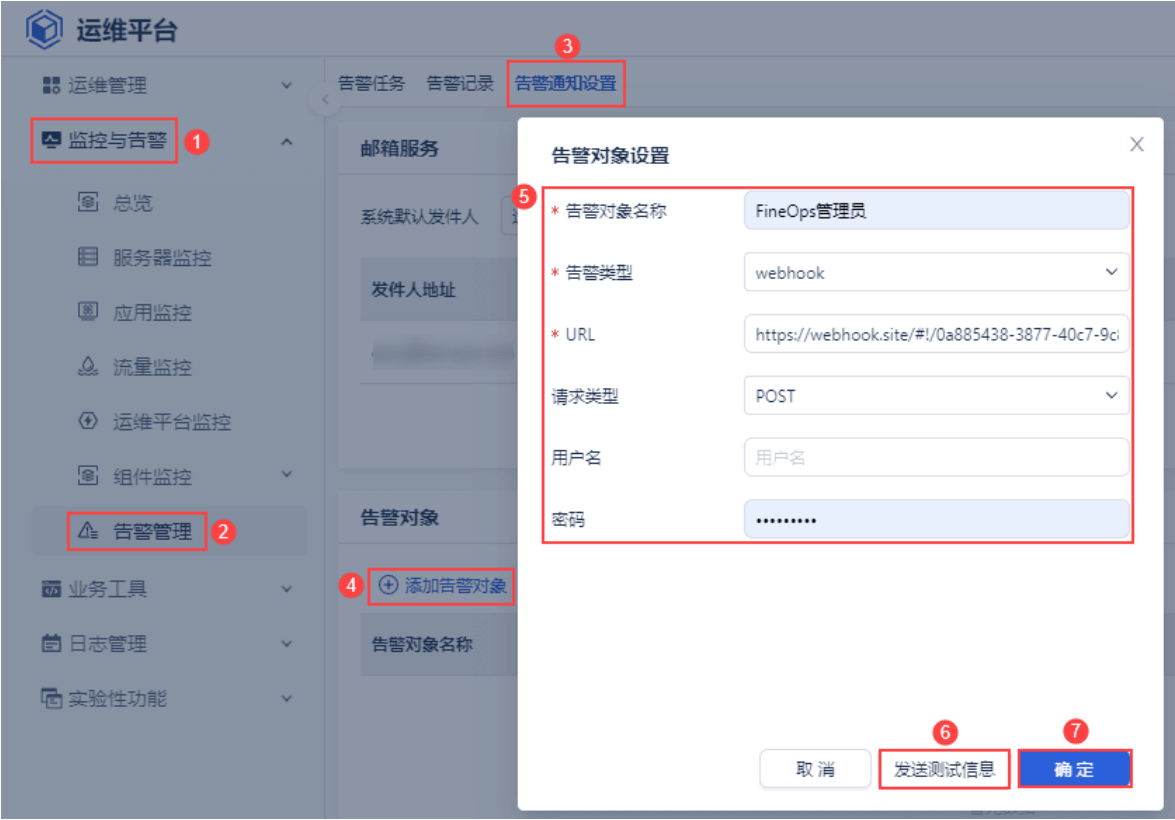 运维平台
运维管理
监控与告警 1
总览
服务器监控
应用监控
流量监控
运维平台监控
组件监控
告警管理 2
业务工具
日志管理
实验性功能
3
告警任务 告警记录 告警通知设置
邮箱服务
系统默认发件人
发件人地址
告警对象
4 添加告警对象
告警对象名称
告警对象设置
5
* 告警对象名称 FineOps管理员
* 告警类型 webhook
* URL https://webhook.site/#!/0a885438-3877-40c7-9c
请求类型 POST
用户名 用户名
密码 •••••••••
6 7
取消 发送测试信息 确定